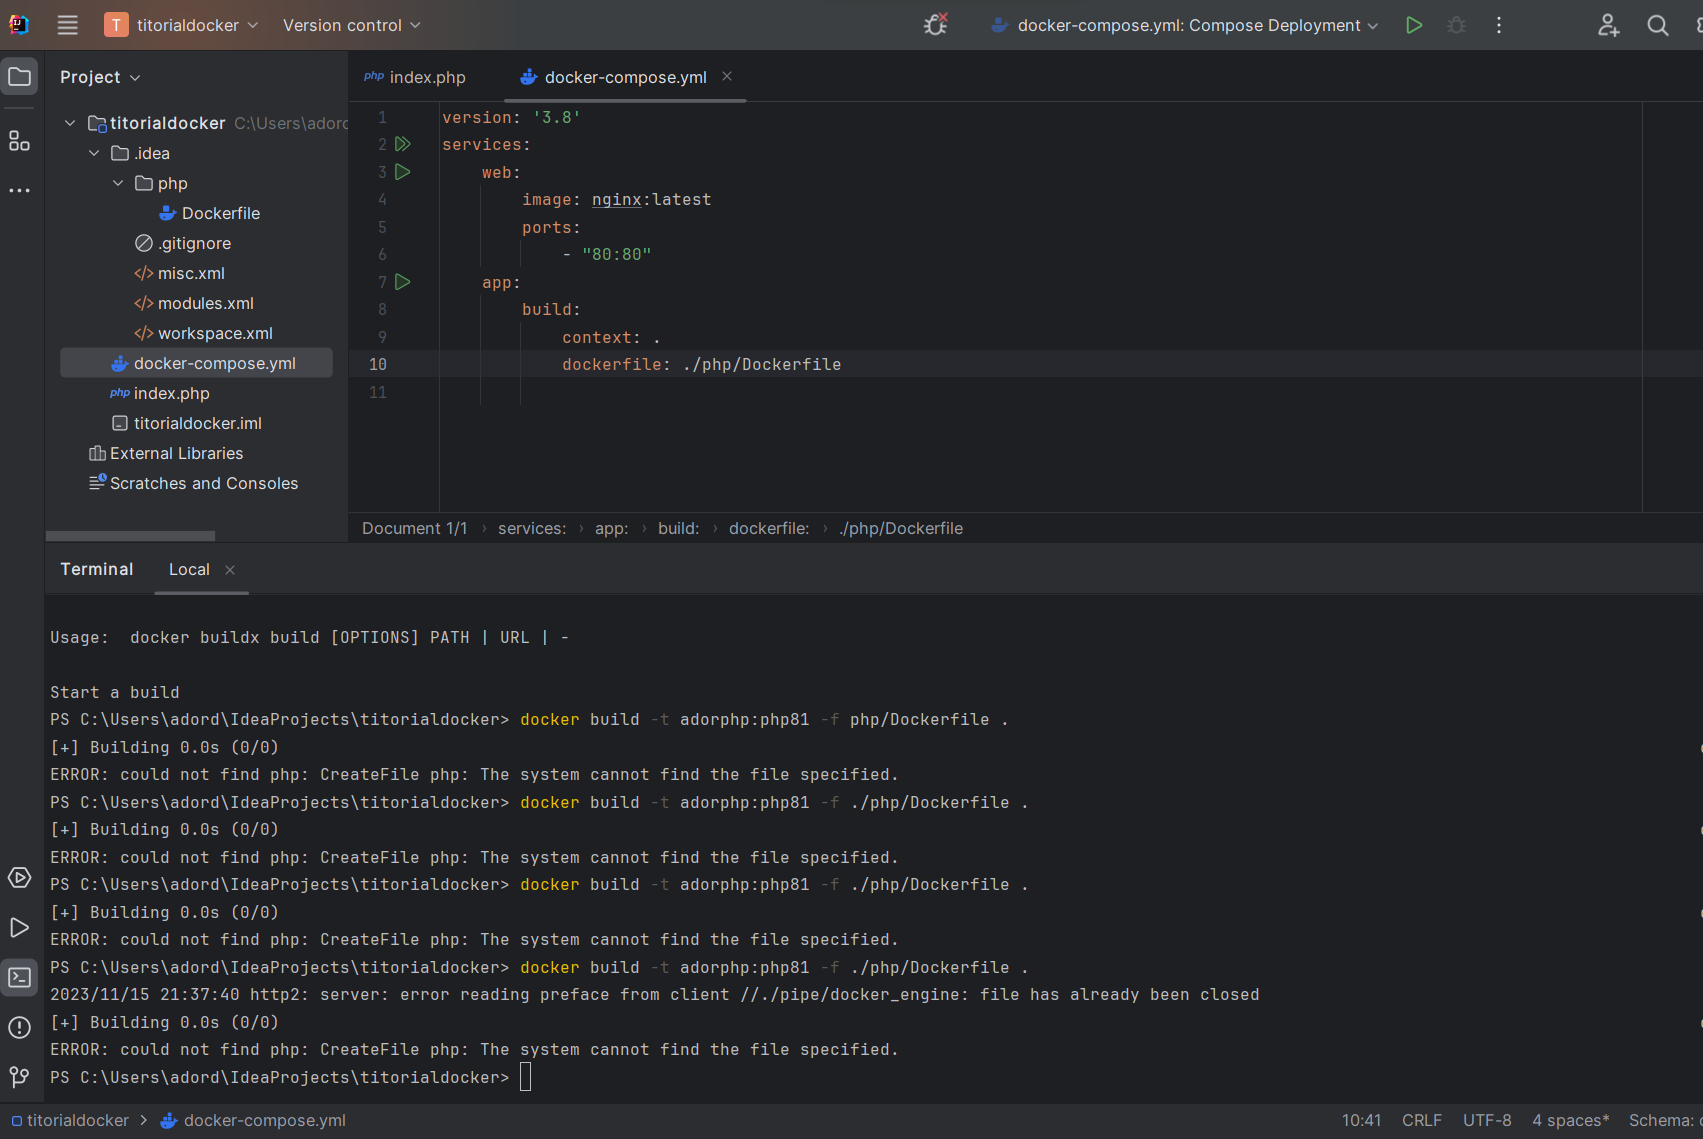 T titorialdocker Version control docker-compose.yml: Compose Deployment
Project
titorialdocker C:\Users\adord
.idea
php
Dockerfile
.gitignore
misc.xml
modules.xml
workspace.xml
docker-compose.yml
php index.php
titorialdocker.iml
External Libraries
Scratches and Consoles
php index.php docker-compose.yml
1 version: '3.8'
2 services:
3 web:
4 image: nginx:latest
5 ports:
6 - "80:80"
7 app:
8 build:
9 context: .
10 dockerfile: ./php/Dockerfile
11
Document 1/1 › services: › app: › build: › dockerfile: › ./php/Dockerfile
Terminal Local
Usage:  docker buildx build [OPTIONS] PATH | URL | -
Start a build
PS C:\Users\adord\IdeaProjects\titorialdocker> docker build -t adorphp:php81 -f php/Dockerfile .
[+] Building 0.0s (0/0)
ERROR: could not find php: CreateFile php: The system cannot find the file specified.
PS C:\Users\adord\IdeaProjects\titorialdocker> docker build -t adorphp:php81 -f ./php/Dockerfile .
[+] Building 0.0s (0/0)
ERROR: could not find php: CreateFile php: The system cannot find the file specified.
PS C:\Users\adord\IdeaProjects\titorialdocker> docker build -t adorphp:php81 -f ./php/Dockerfile .
[+] Building 0.0s (0/0)
ERROR: could not find php: CreateFile php: The system cannot find the file specified.
PS C:\Users\adord\IdeaProjects\titorialdocker> docker build -t adorphp:php81 -f ./php/Dockerfile .
2023/11/15 21:37:40 http2: server: error reading preface from client //./pipe/docker_engine: file has already been closed
[+] Building 0.0s (0/0)
ERROR: could not find php: CreateFile php: The system cannot find the file specified.
PS C:\Users\adord\IdeaProjects\titorialdocker>
titorialdocker > docker-compose.yml 10:41 CRLF UTF-8 4 spaces* Schema: